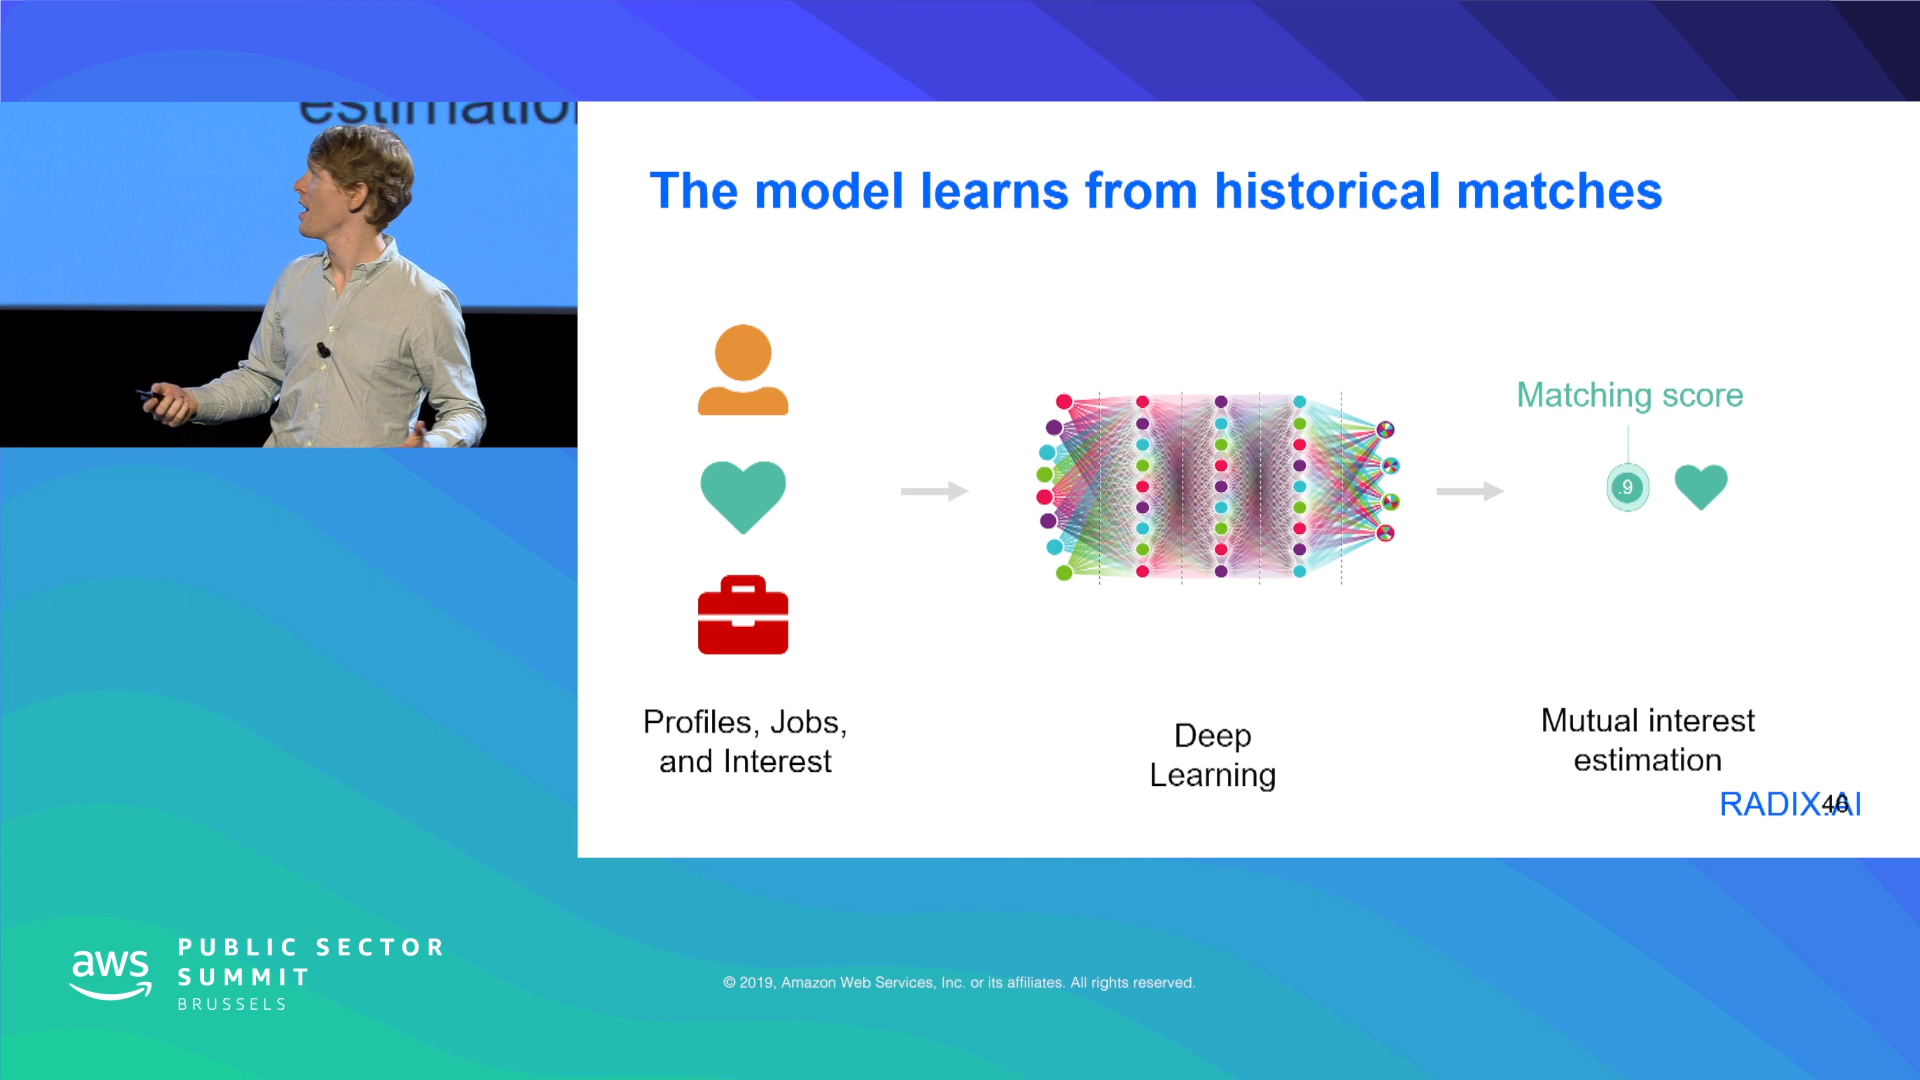 estimation
The model learns from historical matches
Matching score
.9
Profiles, Jobs,
and Interest
Deep
Learning
Mutual interest
estimation
RADIX.AI
46
aws
PUBLIC SECTOR
SUMMIT
BRUSSELS
© 2019, Amazon Web Services, Inc. or its affiliates. All rights reserved.